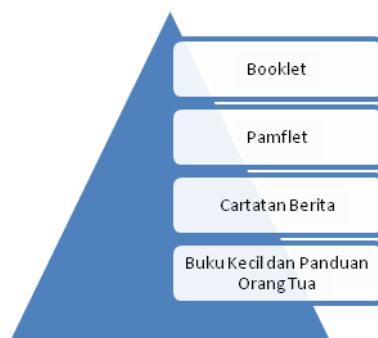 Booklet
Pamflet
Cartatan Berita
Buku Kecil dan Panduan
Orang Tua